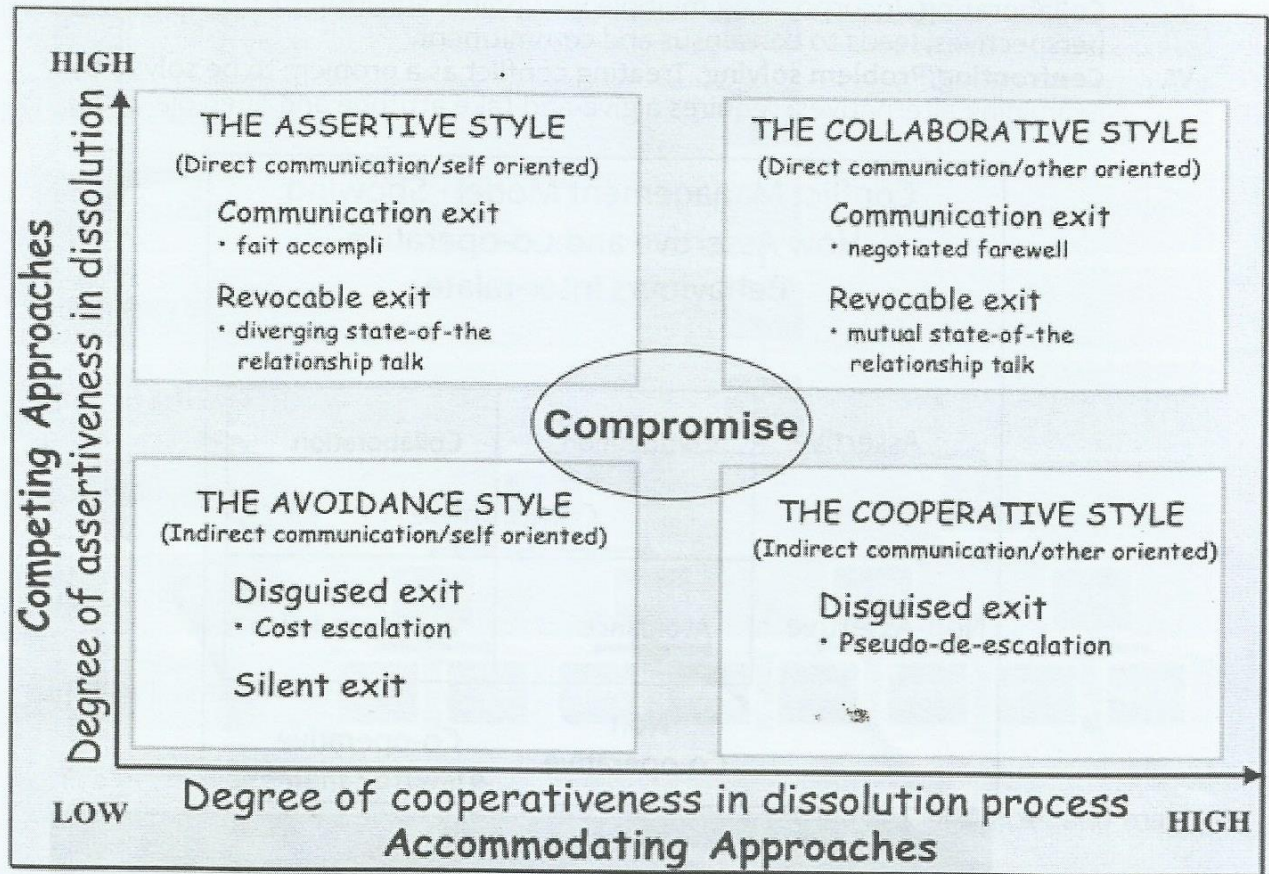 HIGH
Competing Approaches
Degree of assertiveness in dissolution
THE ASSERTIVE STYLE
(Direct communication/self oriented)
Communication exit
• fait accompli
Revocable exit
• diverging state-of-the
relationship talk
THE COLLABORATIVE STYLE
(Direct communication/other oriented)
Communication exit
• negotiated farewell
Revocable exit
• mutual state-of-the
relationship talk
Compromise
THE AVOIDANCE STYLE
(Indirect communication/self oriented)
Disguised exit
• Cost escalation
Silent exit
THE COOPERATIVE STYLE
(Indirect communication/other oriented)
Disguised exit
• Pseudo-de-escalation
LOW
Degree of cooperativeness in dissolution process
HIGH
Accommodating Approaches